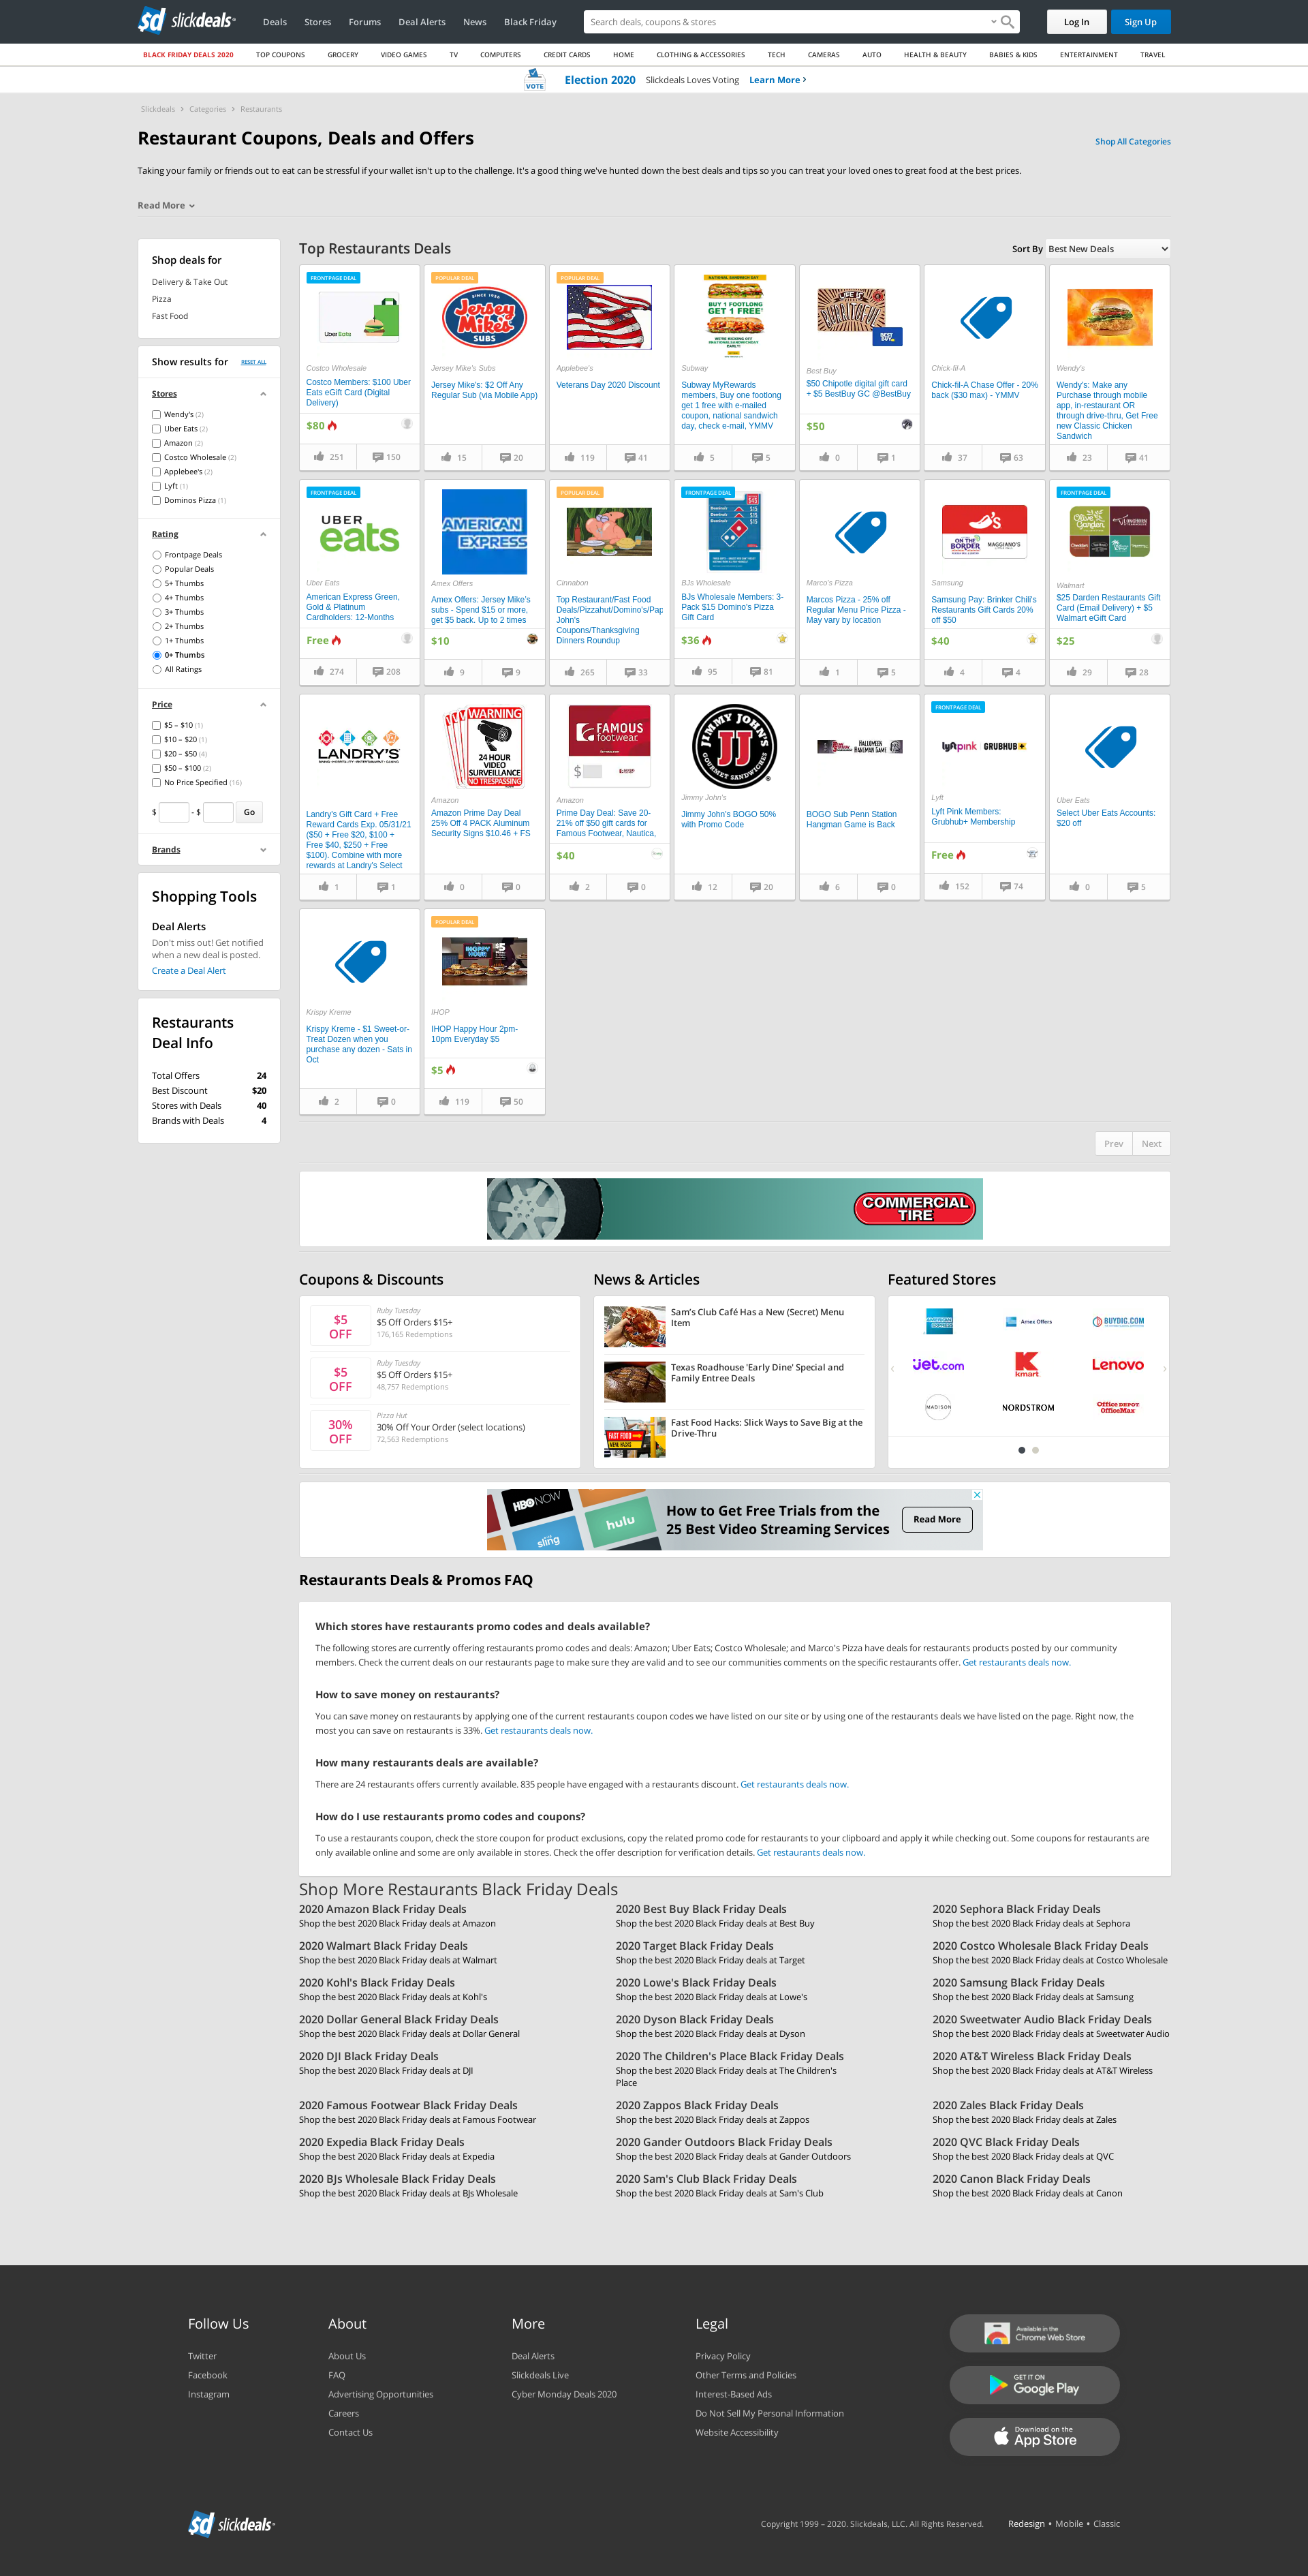 slickdeals
Deals Stores Forums Deal Alerts News Black Friday
Search deals, coupons & stores
Log In
Sign Up
BLACK FRIDAY DEALS 2020 TOP COUPONS GROCERY VIDEO GAMES TV COMPUTERS CREDIT CARDS HOME CLOTHING & ACCESSORIES TECH CAMERAS AUTO HEALTH & BEAUTY BABIES & KIDS ENTERTAINMENT TRAVEL
VOTE Election 2020 Slickdeals Loves Voting Learn More
Slickdeals > Categories > Restaurants
Restaurant Coupons, Deals and Offers
Shop All Categories
Taking your family or friends out to eat can be stressful if your wallet isn't up to the challenge. It's a good thing we've hunted down the best deals and tips so you can treat your loved ones to great food at the best prices.
Read More
Shop deals for
Delivery & Take Out
Pizza
Fast Food
Show results for RESET ALL
Stores
Wendy's (2)
Uber Eats (2)
Amazon (2)
Costco Wholesale (2)
Applebee's (2)
Lyft (1)
Dominos Pizza (1)
Rating
Frontpage Deals
Popular Deals
5+ Thumbs
4+ Thumbs
3+ Thumbs
2+ Thumbs
1+ Thumbs
0+ Thumbs
All Ratings
Price
$5 – $10 (1)
$10 – $20 (1)
$20 – $50 (4)
$50 – $100 (2)
No Price Specified (16)
$ - $ Go
Brands
Shopping Tools
Deal Alerts
Don't miss out! Get notified
when a new deal is posted.
Create a Deal Alert
Restaurants
Deal Info
Total Offers 24
Best Discount $20
Stores with Deals 40
Brands with Deals 4
Top Restaurants Deals
Sort By Best New Deals
FRONTPAGE DEAL
Uber Eats
Costco Wholesale
Costco Members: $100 Uber
Eats eGift Card (Digital
Delivery)
$80
251 150
POPULAR DEAL
SINCE 1956
Jersey Mike's
SUBS
Jersey Mike's Subs
Jersey Mike's: $2 Off Any
Regular Sub (via Mobile App)
15 20
POPULAR DEAL
Applebee's
Veterans Day 2020 Discount
119 41
NATIONAL SANDWICH DAY
BUY 1 FOOTLONG
GET 1 FREE
Subway
Subway MyRewards
members, Buy one footlong
get 1 free with e-mailed
coupon, national sandwich
day, check e-mail, YMMV
5 5
BEST BUY
Best Buy
$50 Chipotle digital gift card
+ $5 BestBuy GC @BestBuy
$50
0 1
Chick-fil-A
Chick-fil-A Chase Offer - 20%
back ($30 max) - YMMV
37 63
Wendy's
Wendy's: Make any
Purchase through mobile
app, in-restaurant OR
through drive-thru, Get Free
new Classic Chicken
Sandwich
23 41
FRONTPAGE DEAL
UBER
eats
Uber Eats
American Express Green,
Gold & Platinum
Cardholders: 12-Months
Free
274 208
AMERICAN
EXPRESS
Amex Offers
Amex Offers: Jersey Mike's
subs - Spend $15 or more,
get $5 back. Up to 2 times
$10
9 9
POPULAR DEAL
Cinnabon
Top Restaurant/Fast Food
Deals/Pizzahut/Domino's/Pap
John's
Coupons/Thanksgiving
Dinners Roundup
265 33
FRONTPAGE DEAL
$45
Domino's $15
Domino's $15
Domino's $15
BJs Wholesale
BJs Wholesale Members: 3-
Pack $15 Domino's Pizza
Gift Card
$36
95 81
Marco's Pizza
Marcos Pizza - 25% off
Regular Menu Price Pizza -
May vary by location
1 5
ON THE
BORDER
MAGGIANO'S
Samsung
Samsung Pay: Brinker Chili's
Restaurants Gift Cards 20%
off $50
$40
4 4
FRONTPAGE DEAL
Olive Garden
LONGHORN
Walmart
$25 Darden Restaurants Gift
Card (Email Delivery) + $5
Walmart eGift Card
$25
29 28
LANDRY'S
Landry's Gift Card + Free
Reward Cards Exp. 05/31/21
($50 + Free $20, $100 +
Free $40, $250 + Free
$100). Combine with more
rewards at Landry's Select
1 1
WARNING
24 HOUR
VIDEO
SURVEILLANCE
NO TRESPASSING
Amazon
Amazon Prime Day Deal
25% Off 4 PACK Aluminum
Security Signs $10.46 + FS
0 0
FAMOUS
footwear
$
Amazon
Prime Day Deal: Save 20-
21% off $50 gift cards for
Famous Footwear, Nautica,
$40
2 0
JIMMY JOHN'S
JJ
GOURMET SANDWICHES
Jimmy John's
Jimmy John's BOGO 50%
with Promo Code
12 20
HALLOWEEN
HANGMAN GAME
BOGO Sub Penn Station
Hangman Game is Back
6 0
FRONTPAGE DEAL
lyft pink GRUBHUB+
Lyft
Lyft Pink Members:
Grubhub+ Membership
Free
152 74
Uber Eats
Select Uber Eats Accounts:
$20 off
0 5
Krispy Kreme
Krispy Kreme - $1 Sweet-or-
Treat Dozen when you
purchase any dozen - Sats in
Oct
2 0
POPULAR DEAL
IHOPPY
HOUR
$5
IHOP
IHOP Happy Hour 2pm-
10pm Everyday $5
$5
119 50
Prev Next
COMMERCIAL
TIRE
Coupons & Discounts
$5
OFF
Ruby Tuesday
$5 Off Orders $15+
176,165 Redemptions
$5
OFF
Ruby Tuesday
$5 Off Orders $15+
48,757 Redemptions
30%
OFF
Pizza Hut
30% Off Your Order (select locations)
72,563 Redemptions
News & Articles
Sam's Club Café Has a New (Secret) Menu
Item
Texas Roadhouse 'Early Dine' Special and
Family Entree Deals
FAST FOOD
MENU HACKS
Fast Food Hacks: Slick Ways to Save Big at the
Drive-Thru
Featured Stores
AMERICAN EXPRESS
Amex Offers
BUYDIG.COM
Jet.com
K
kmart
Lenovo
MADISON
NORDSTROM
Office DEPOT
OfficeMax
HBO NOW
sling
hulu
How to Get Free Trials from the
25 Best Video Streaming Services
Read More
Restaurants Deals & Promos FAQ
Which stores have restaurants promo codes and deals available?
The following stores are currently offering restaurants promo codes and deals: Amazon; Uber Eats; Costco Wholesale; and Marco's Pizza have deals for restaurants products posted by our community
members. Check the current deals on our restaurants page to make sure they are valid and to see our communities comments on the specific restaurants offer. Get restaurants deals now.
How to save money on restaurants?
You can save money on restaurants by applying one of the current restaurants coupon codes we have listed on our site or by using one of the restaurants deals we have listed on the page. Right now, the
most you can save on restaurants is 33%. Get restaurants deals now.
How many restaurants deals are available?
There are 24 restaurants offers currently available. 835 people have engaged with a restaurants discount. Get restaurants deals now.
How do I use restaurants promo codes and coupons?
To use a restaurants coupon, check the store coupon for product exclusions, copy the related promo code for restaurants to your clipboard and apply it while checking out. Some coupons for restaurants are
only available online and some are only available in stores. Check the offer description for verification details. Get restaurants deals now.
Shop More Restaurants Black Friday Deals
2020 Amazon Black Friday Deals
Shop the best 2020 Black Friday deals at Amazon
2020 Best Buy Black Friday Deals
Shop the best 2020 Black Friday deals at Best Buy
2020 Sephora Black Friday Deals
Shop the best 2020 Black Friday deals at Sephora
2020 Walmart Black Friday Deals
Shop the best 2020 Black Friday deals at Walmart
2020 Target Black Friday Deals
Shop the best 2020 Black Friday deals at Target
2020 Costco Wholesale Black Friday Deals
Shop the best 2020 Black Friday deals at Costco Wholesale
2020 Kohl's Black Friday Deals
Shop the best 2020 Black Friday deals at Kohl's
2020 Lowe's Black Friday Deals
Shop the best 2020 Black Friday deals at Lowe's
2020 Samsung Black Friday Deals
Shop the best 2020 Black Friday deals at Samsung
2020 Dollar General Black Friday Deals
Shop the best 2020 Black Friday deals at Dollar General
2020 Dyson Black Friday Deals
Shop the best 2020 Black Friday deals at Dyson
2020 Sweetwater Audio Black Friday Deals
Shop the best 2020 Black Friday deals at Sweetwater Audio
2020 DJI Black Friday Deals
Shop the best 2020 Black Friday deals at DJI
2020 The Children's Place Black Friday Deals
Shop the best 2020 Black Friday deals at The Children's
Place
2020 AT&T Wireless Black Friday Deals
Shop the best 2020 Black Friday deals at AT&T Wireless
2020 Famous Footwear Black Friday Deals
Shop the best 2020 Black Friday deals at Famous Footwear
2020 Zappos Black Friday Deals
Shop the best 2020 Black Friday deals at Zappos
2020 Zales Black Friday Deals
Shop the best 2020 Black Friday deals at Zales
2020 Expedia Black Friday Deals
Shop the best 2020 Black Friday deals at Expedia
2020 Gander Outdoors Black Friday Deals
Shop the best 2020 Black Friday deals at Gander Outdoors
2020 QVC Black Friday Deals
Shop the best 2020 Black Friday deals at QVC
2020 BJs Wholesale Black Friday Deals
Shop the best 2020 Black Friday deals at BJs Wholesale
2020 Sam's Club Black Friday Deals
Shop the best 2020 Black Friday deals at Sam's Club
2020 Canon Black Friday Deals
Shop the best 2020 Black Friday deals at Canon
Follow Us
Twitter
Facebook
Instagram
About
About Us
FAQ
Advertising Opportunities
Careers
Contact Us
More
Deal Alerts
Slickdeals Live
Cyber Monday Deals 2020
Legal
Privacy Policy
Other Terms and Policies
Interest-Based Ads
Do Not Sell My Personal Information
Website Accessibility
Available in the
Chrome Web Store
GET IT ON
Google Play
Download on the
App Store
slickdeals
Copyright 1999 – 2020. Slickdeals, LLC. All Rights Reserved.
Redesign • Mobile • Classic